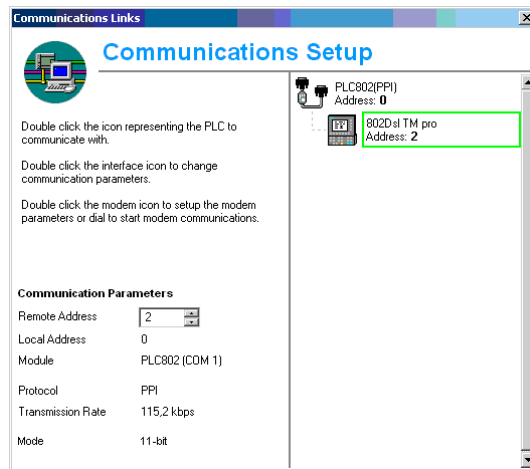 Communications Links
Communications Setup
Double click the icon representing the PLC to
communicate with.
Double click the interface icon to change
communication parameters.
Double click the modem icon to setup the modem
parameters or dial to start modem communications.
Communication Parameters
Remote Address 2
Local Address 0
Module PLC802 (COM 1)
Protocol PPI
Transmission Rate 115,2 kbps
Mode 11-bit
PLC802(PPI)
Address: 0
802Dsl TM pro
Address: 2